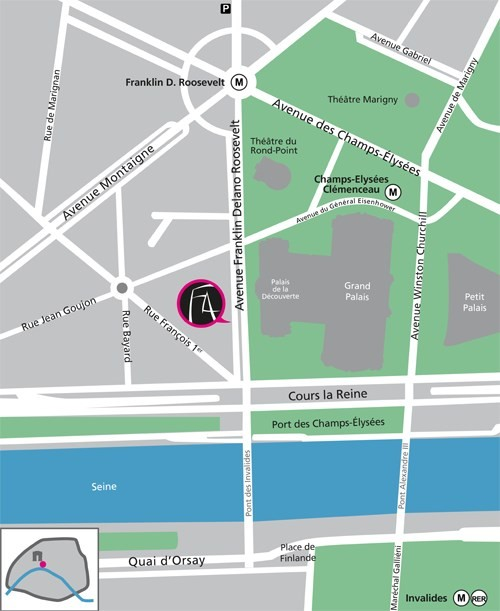 P
Avenue Gabriel
Avenue de Marigny
Rue de Marignan
Franklin D. Roosevelt
M
Théâtre Marigny
Avenue des Champs-Élysées
Avenue Montaigne
Théâtre du
Rond-Point
Avenue Franklin Delano Roosevelt
Champs-Elysées
Clémenceau
M
Avenue du Général Eisenhower
Avenue Winston Churchill
Palais
de la
Découverte
Grand
Palais
Petit
Palais
Rue Jean Goujon
Rue Bayard
Rue François 1er
Cours la Reine
Port des Champs-Élysées
Seine
Pont des Invalides
Pont Alexandre III
Quai d'Orsay
Place de
Finlande
Maréchal Galliéni
Invalides
M
RER